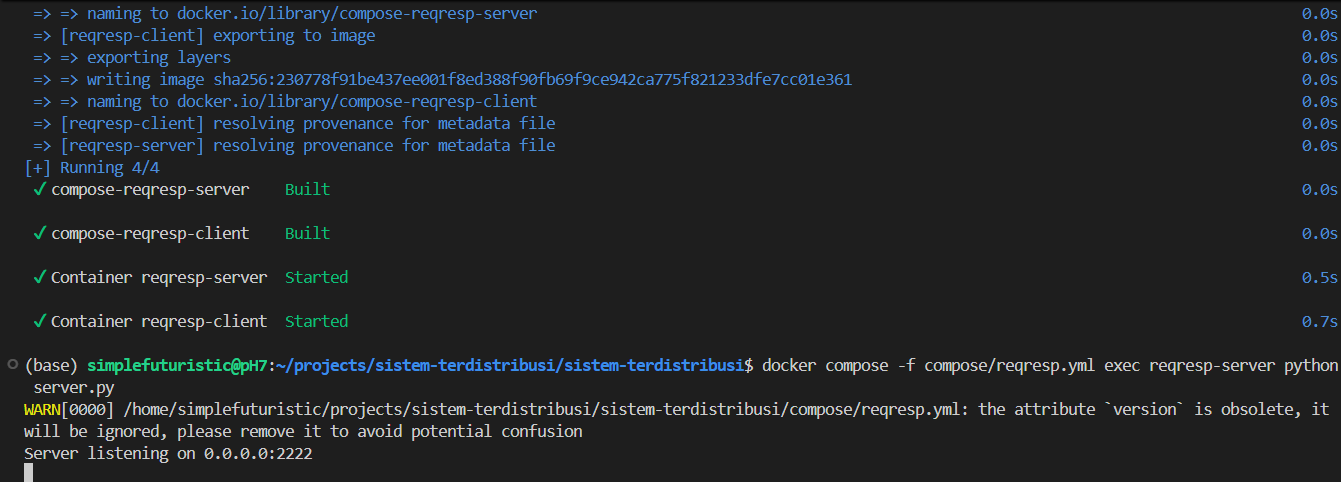 => => naming to docker.io/library/compose-reqresp-server 0.0s
=> [reqresp-client] exporting to image 0.0s
=> => exporting layers 0.0s
=> => writing image sha256:230778f91be437ee001f8ed388f90fb69f9ce942ca775f821233dfe7cc01e361 0.0s
=> => naming to docker.io/library/compose-reqresp-client 0.0s
=> [reqresp-client] resolving provenance for metadata file 0.0s
=> [reqresp-server] resolving provenance for metadata file 0.0s
[+] Running 4/4
✔ compose-reqresp-server Built 0.0s
✔ compose-reqresp-client Built 0.0s
✔ Container reqresp-server Started 0.5s
✔ Container reqresp-client Started 0.7s
(base) simplefuturistic@pH7:~/projects/sistem-terdistribusi/sistem-terdistribusi$ docker compose -f compose/reqresp.yml exec reqresp-server python
server.py
WARN[0000] /home/simplefuturistic/projects/sistem-terdistribusi/sistem-terdistribusi/compose/reqresp.yml: the attribute `version` is obsolete, it
will be ignored, please remove it to avoid potential confusion
Server listening on 0.0.0.0:2222